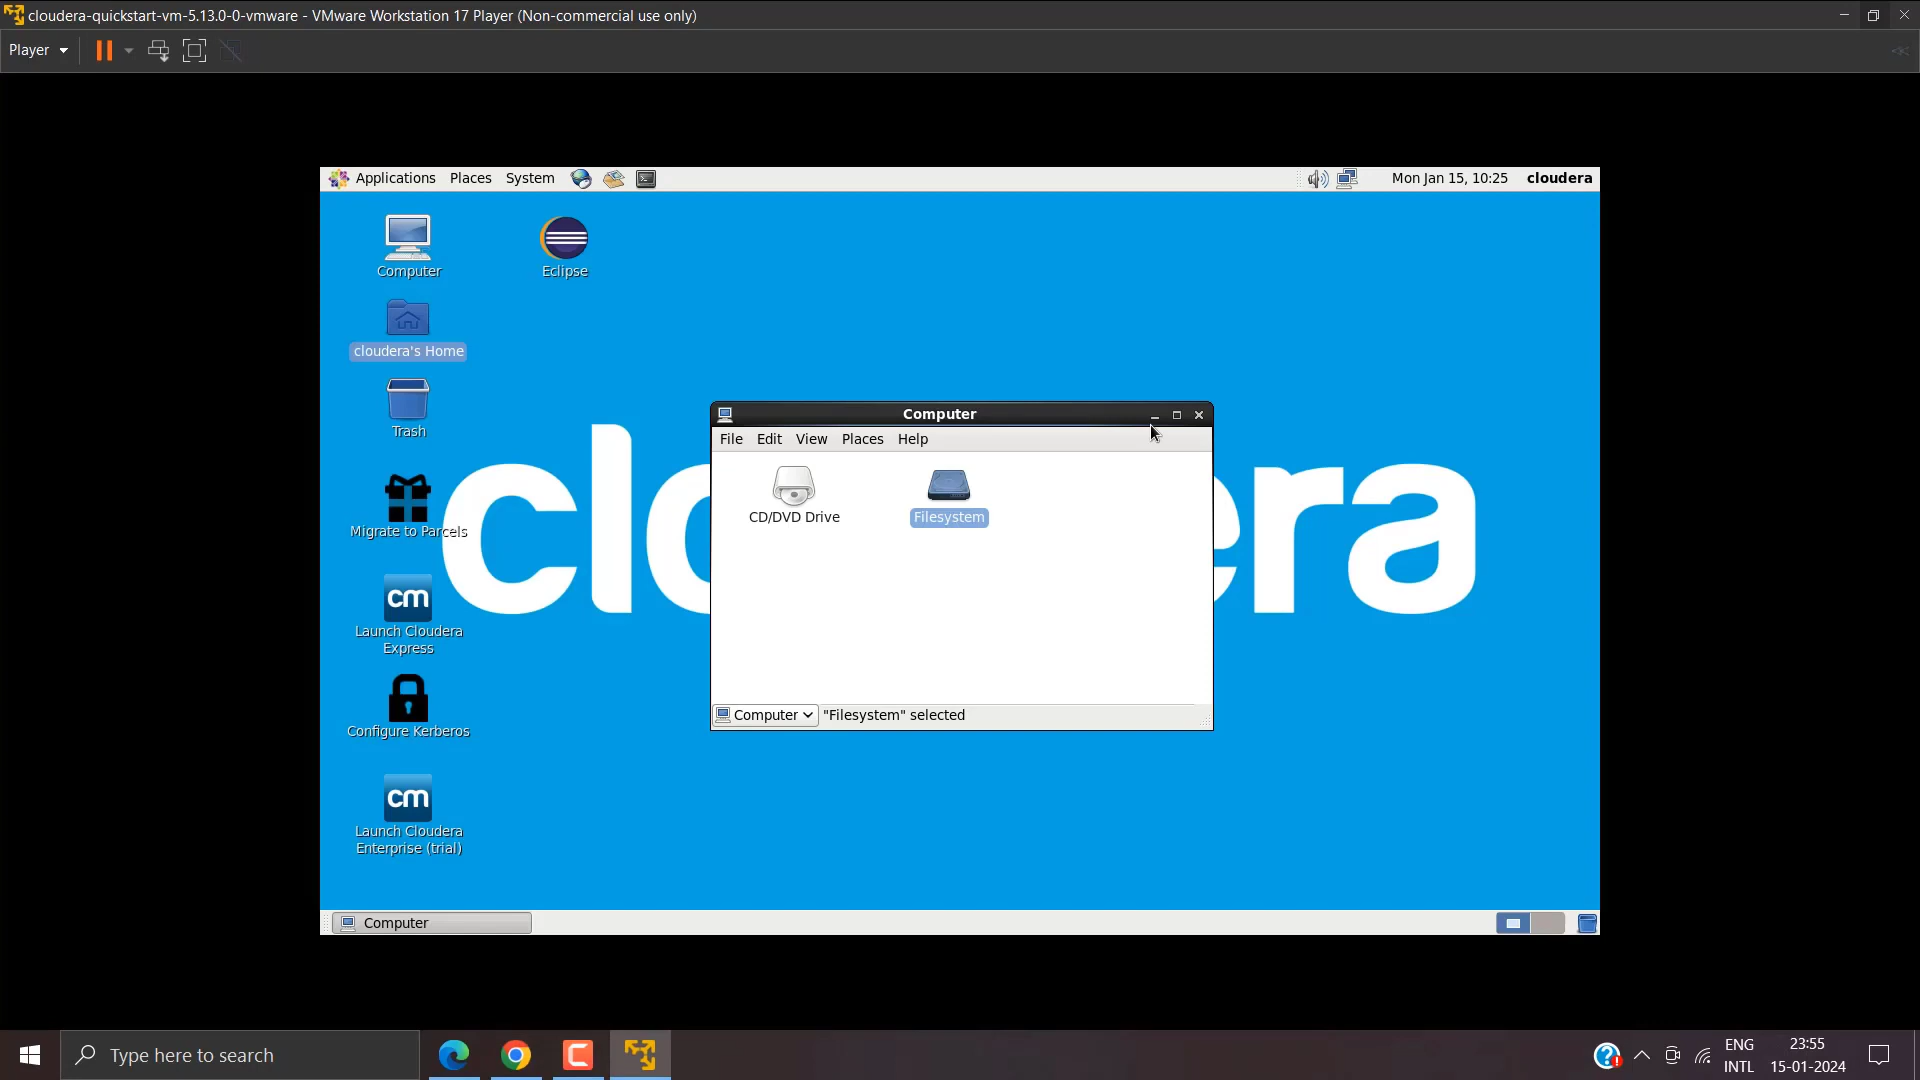 cloudera-quickstart-vm-5.13.0-0-vmware - VMware Workstation 17 Player (Non-commercial use only)
Player
Applications Places System
Mon Jan 15, 10:25 cloudera
Computer
Eclipse
cloudera's Home
Trash
Migrate to Parcels
cm
Launch Cloudera
Express
Configure Kerberos
cm
Launch Cloudera
Enterprise (trial)
Computer
File Edit View Places Help
CD/DVD Drive
Filesystem
Computer "Filesystem" selected
Computer
Type here to search
ENG
INTL
23:55
15-01-2024